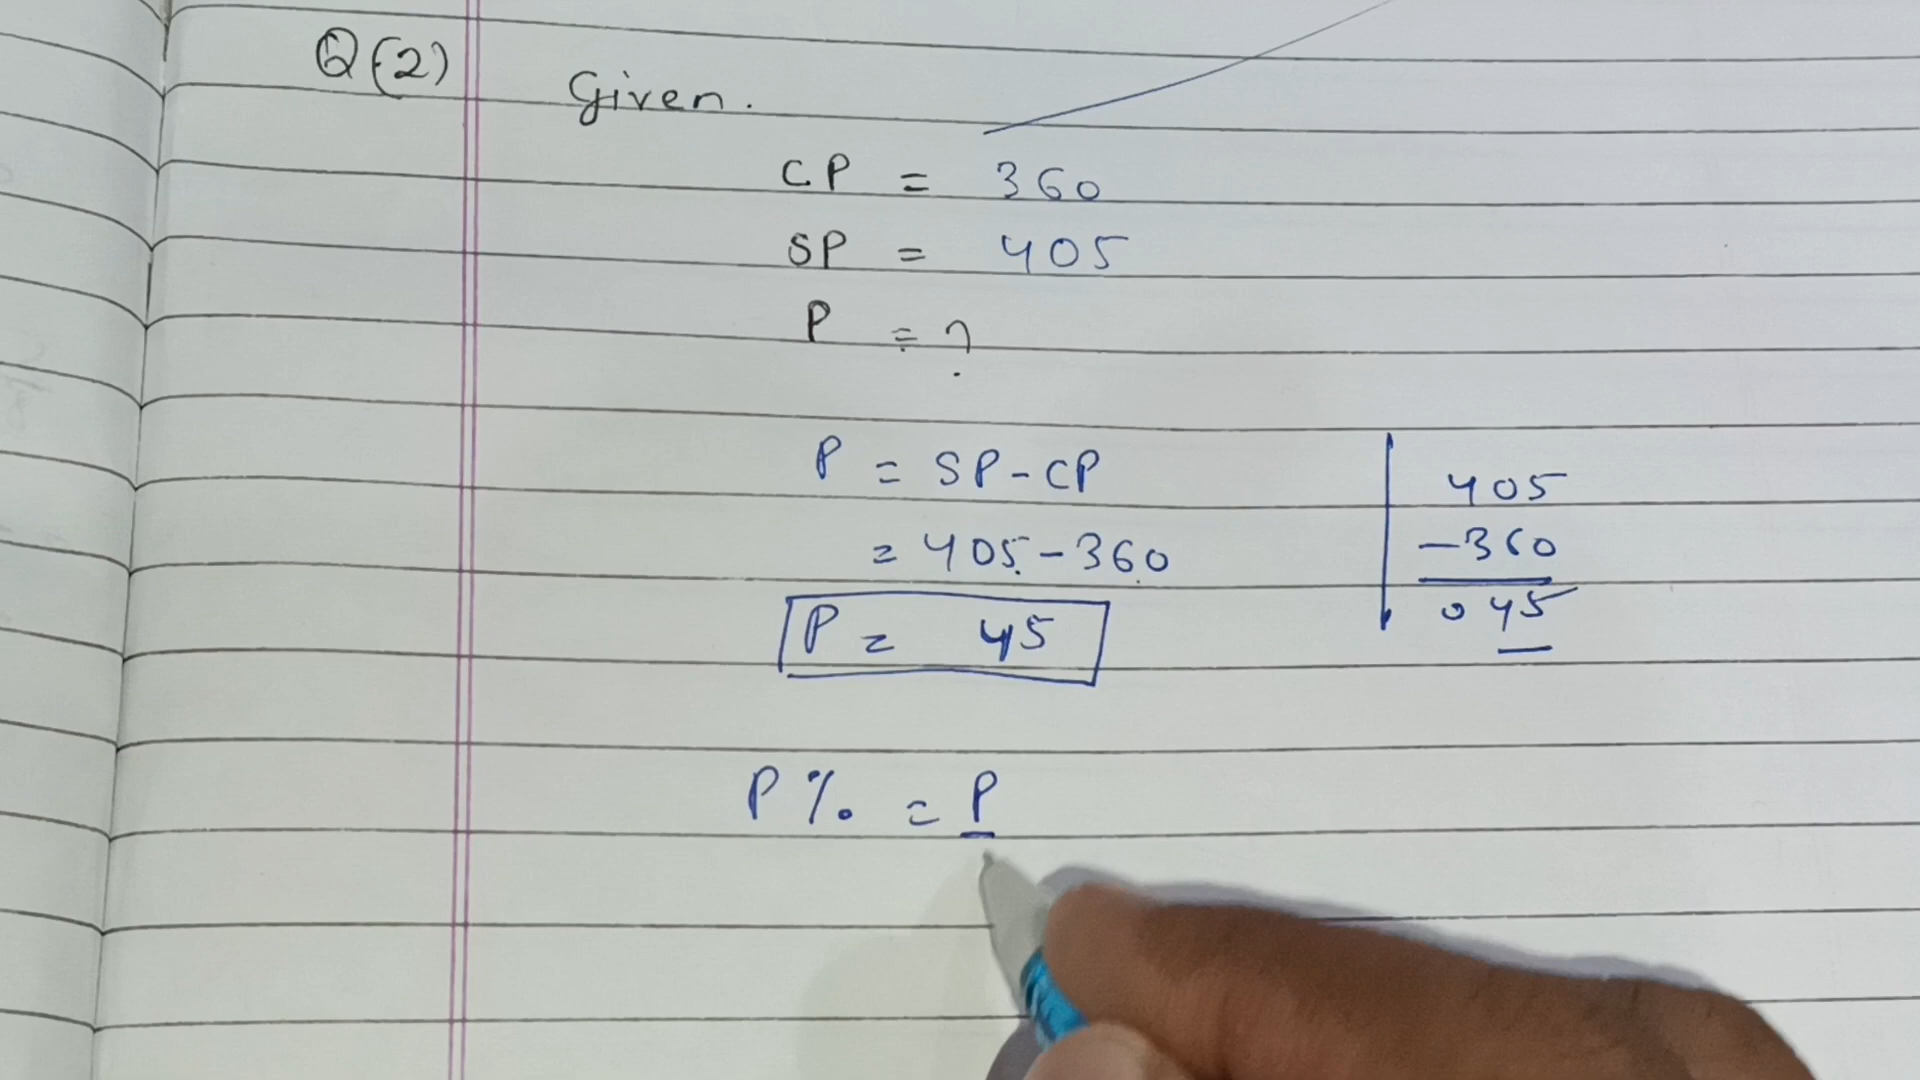 Q(2)
Given.
CP = 360
SP = 405
P = ?
P = SP-CP
= 405-360
P = 45
405
-360
045
P% = P